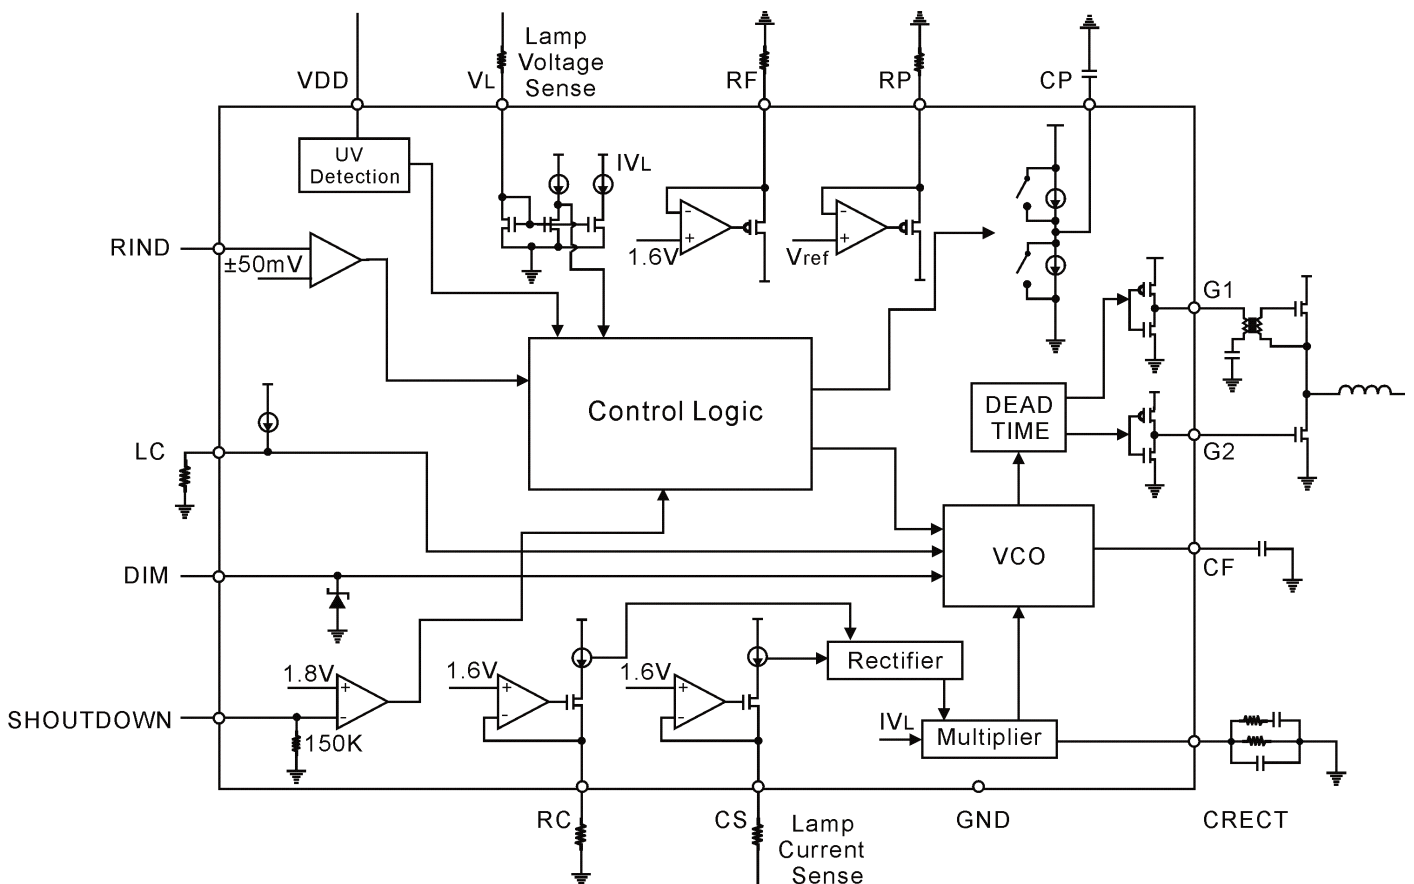 Lamp
Voltage
Sense
VDD
VL
RF
RP
CP
UV
Detection
IVL
RIND
±50mV
1.6V
Vref
G1
Control Logic
DEAD
TIME
LC
G2
VCO
DIM
CF
1.8V
1.6V
1.6V
Rectifier
SHOUTDOWN
150K
IVL
Multiplier
RC
CS
GND
CRECT
Lamp
Current
Sense